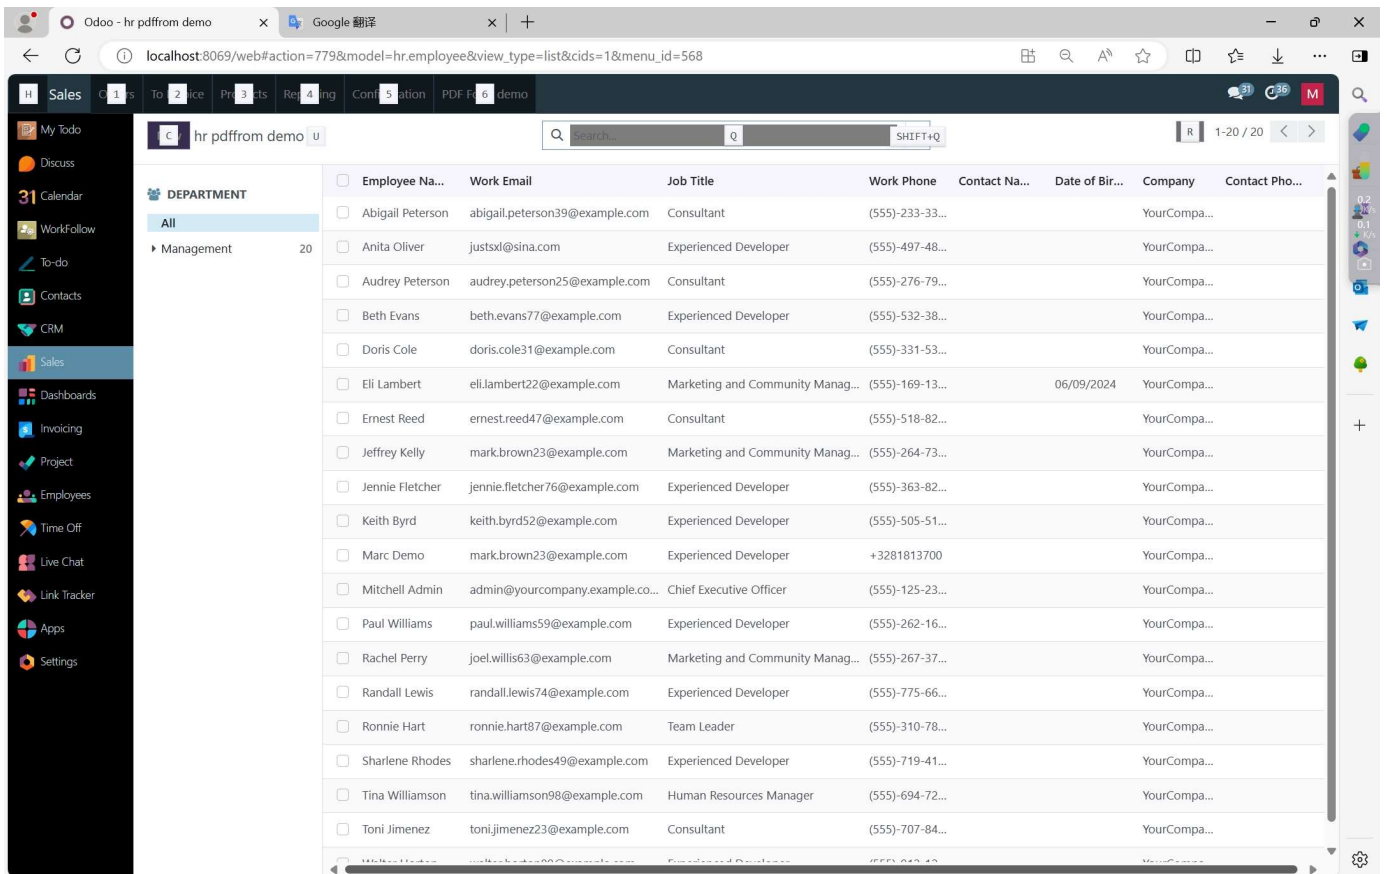 Odoo - hr pdffrom demo
Google 翻译
localhost:8069/web#action=779&model=hr.employee&view_type=list&cids=1&menu_id=568
H Sales 1 2 3 4 5 6 demo
31 36 M
My Todo
Discuss
31 Calendar
WorkFollow
To-do
Contacts
CRM
Sales
Dashboards
Invoicing
Project
Employees
Time Off
Live Chat
Link Tracker
Apps
Settings
C hr pdffrom demo U
Search... Q SHIFT+Q
R 1-20 / 20
DEPARTMENT
All
Management 20
Employee Na... Work Email Job Title Work Phone Contact Na... Date of Bir... Company Contact Pho...
Abigail Peterson abigail.peterson39@example.com Consultant (555)-233-33... YourCompa...
Anita Oliver justsxl@sina.com Experienced Developer (555)-497-48... YourCompa...
Audrey Peterson audrey.peterson25@example.com Consultant (555)-276-79... YourCompa...
Beth Evans beth.evans77@example.com Experienced Developer (555)-532-38... YourCompa...
Doris Cole doris.cole31@example.com Consultant (555)-331-53... YourCompa...
Eli Lambert eli.lambert22@example.com Marketing and Community Manag... (555)-169-13... 06/09/2024 YourCompa...
Ernest Reed ernest.reed47@example.com Consultant (555)-518-82... YourCompa...
Jeffrey Kelly mark.brown23@example.com Marketing and Community Manag... (555)-264-73... YourCompa...
Jennie Fletcher jennie.fletcher76@example.com Experienced Developer (555)-363-82... YourCompa...
Keith Byrd keith.byrd52@example.com Experienced Developer (555)-505-51... YourCompa...
Marc Demo mark.brown23@example.com Experienced Developer +3281813700 YourCompa...
Mitchell Admin admin@yourcompany.example.co... Chief Executive Officer (555)-125-23... YourCompa...
Paul Williams paul.williams59@example.com Experienced Developer (555)-262-16... YourCompa...
Rachel Perry joel.willis63@example.com Marketing and Community Manag... (555)-267-37... YourCompa...
Randall Lewis randall.lewis74@example.com Experienced Developer (555)-775-66... YourCompa...
Ronnie Hart ronnie.hart87@example.com Team Leader (555)-310-78... YourCompa...
Sharlene Rhodes sharlene.rhodes49@example.com Experienced Developer (555)-719-41... YourCompa...
Tina Williamson tina.williamson98@example.com Human Resources Manager (555)-694-72... YourCompa...
Toni Jimenez toni.jimenez23@example.com Consultant (555)-707-84... YourCompa...
0.2
K/s
0.1
K/s